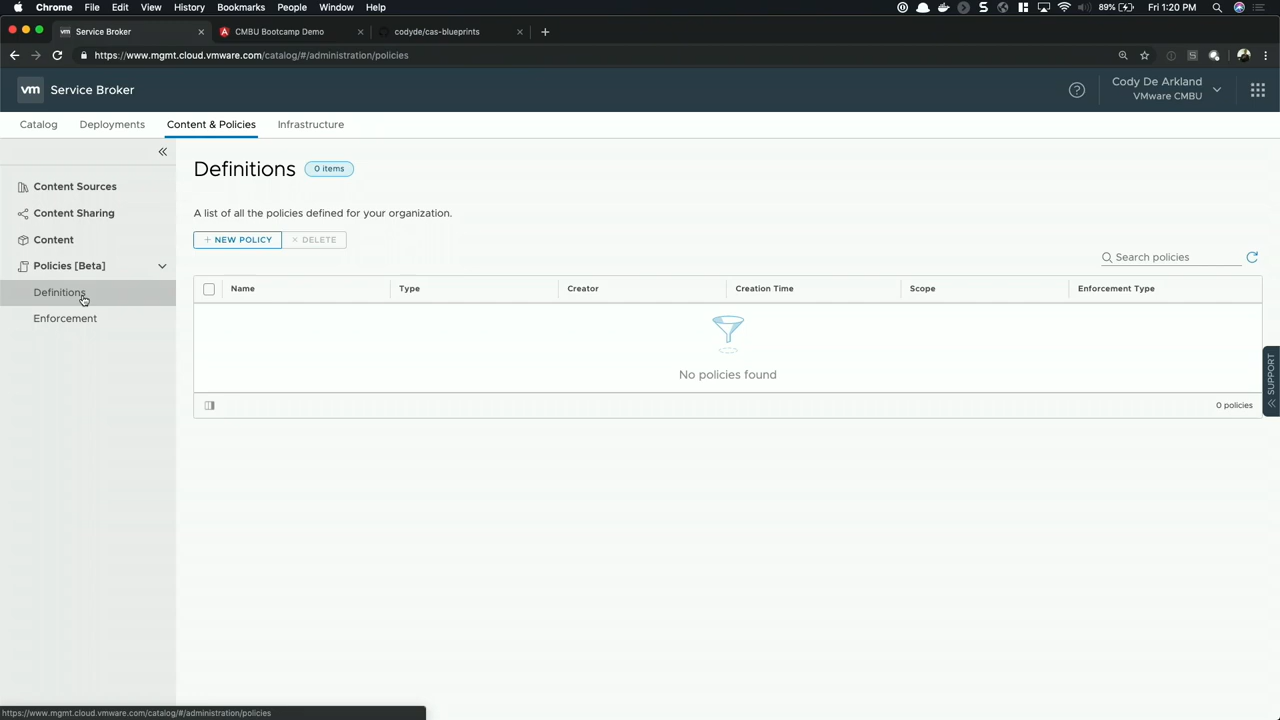 Chrome File Edit View History Bookmarks People Window Help 89% Fri 1:20 PM
Service Broker CMBU Bootcamp Demo codyde/cas-blueprints
https://www.mgmt.cloud.vmware.com/catalog/#/administration/policies
vm Service Broker
Cody De Arkland
VMware CMBU
Catalog Deployments Content & Policies Infrastructure
Content Sources
Content Sharing
Content
Policies [Beta]
Definitions
Enforcement
Definitions 0 items
A list of all the policies defined for your organization.
+ NEW POLICY × DELETE
Search policies
Name Type Creator Creation Time Scope Enforcement Type
No policies found
0 policies
SUPPORT
https://www.mgmt.cloud.vmware.com/catalog/#/administration/policies